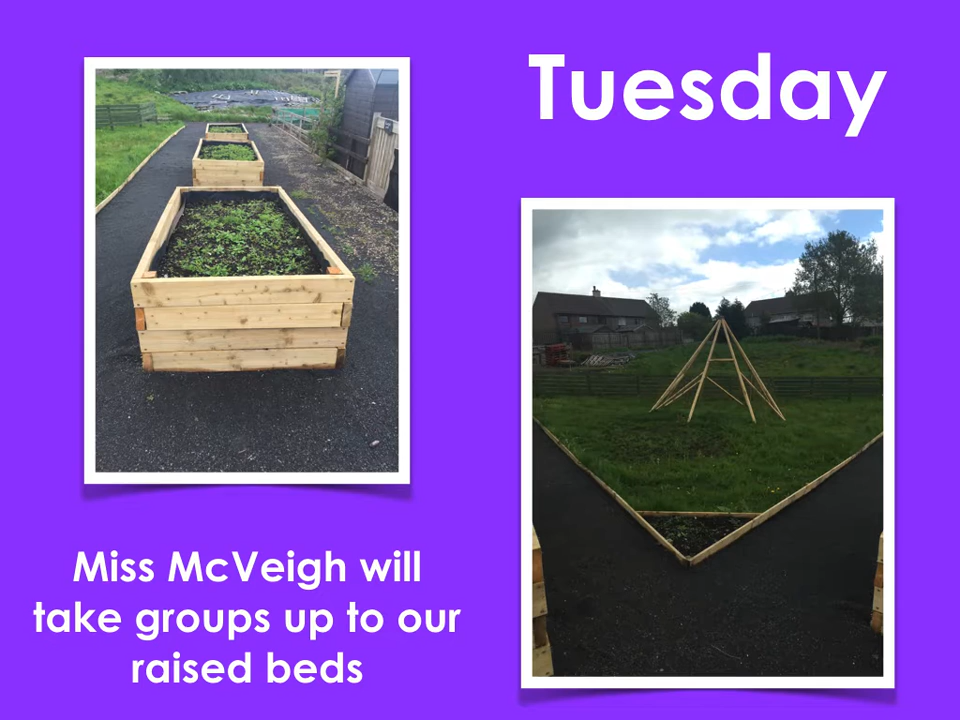 Tuesday
Miss McVeigh will
take groups up to our
raised beds